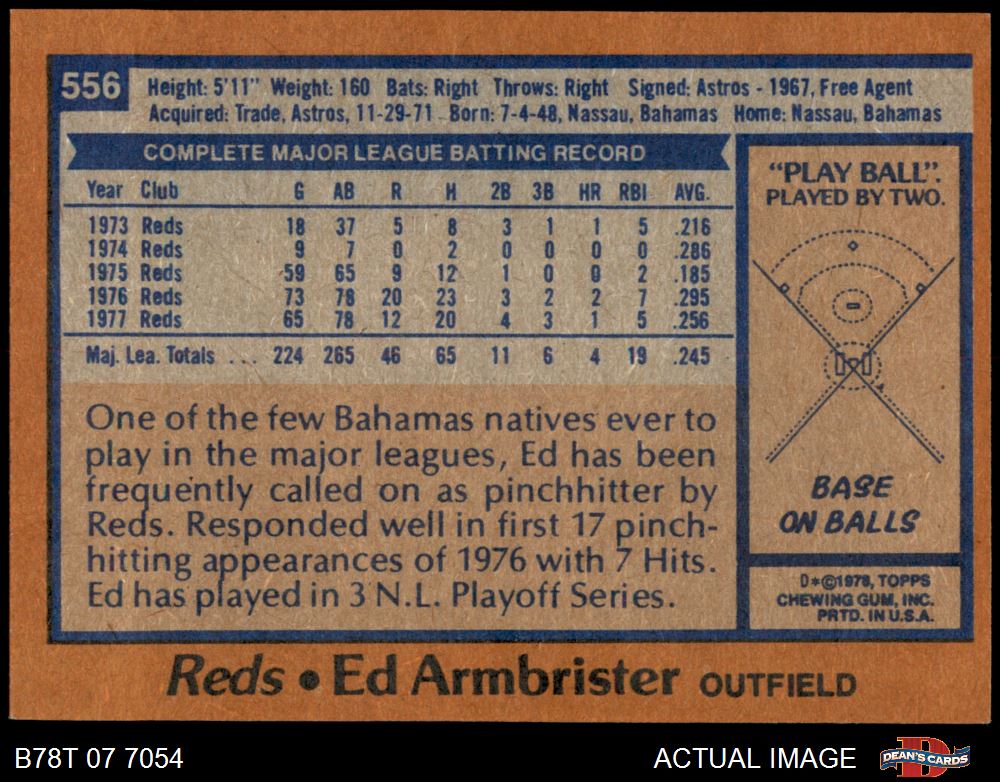 556
Height: 5'11" Weight: 160 Bats: Right Throws: Right Signed: Astros - 1967, Free Agent
Acquired: Trade, Astros, 11-29-71 Born: 7-4-48, Nassau, Bahamas Home: Nassau, Bahamas
COMPLETE MAJOR LEAGUE BATTING RECORD
Year Club G AB R H 2B 3B HR RBI AVG.
1973 Reds 18 37 5 8 3 1 1 5 .216
1974 Reds 9 7 0 2 0 0 0 0 .286
1975 Reds 59 65 9 12 1 0 0 2 .185
1976 Reds 73 78 20 23 3 2 2 7 .295
1977 Reds 65 78 12 20 4 3 1 5 .256
Maj. Lea. Totals ... 224 265 46 65 11 6 4 19 .245
One of the few Bahamas natives ever to
play in the major leagues, Ed has been
frequently called on as pinchhitter by
Reds. Responded well in first 17 pinch-
hitting appearances of 1976 with 7 Hits.
Ed has played in 3 N.L. Playoff Series.
"PLAY BALL".
PLAYED BY TWO.
BASE
ON BALLS
D*©1978, TOPPS
CHEWING GUM, INC.
PRTD. IN U.S.A.
Reds • Ed Armbrister OUTFIELD
B78T 07 7054
ACTUAL IMAGE
DEAN'S CARDS